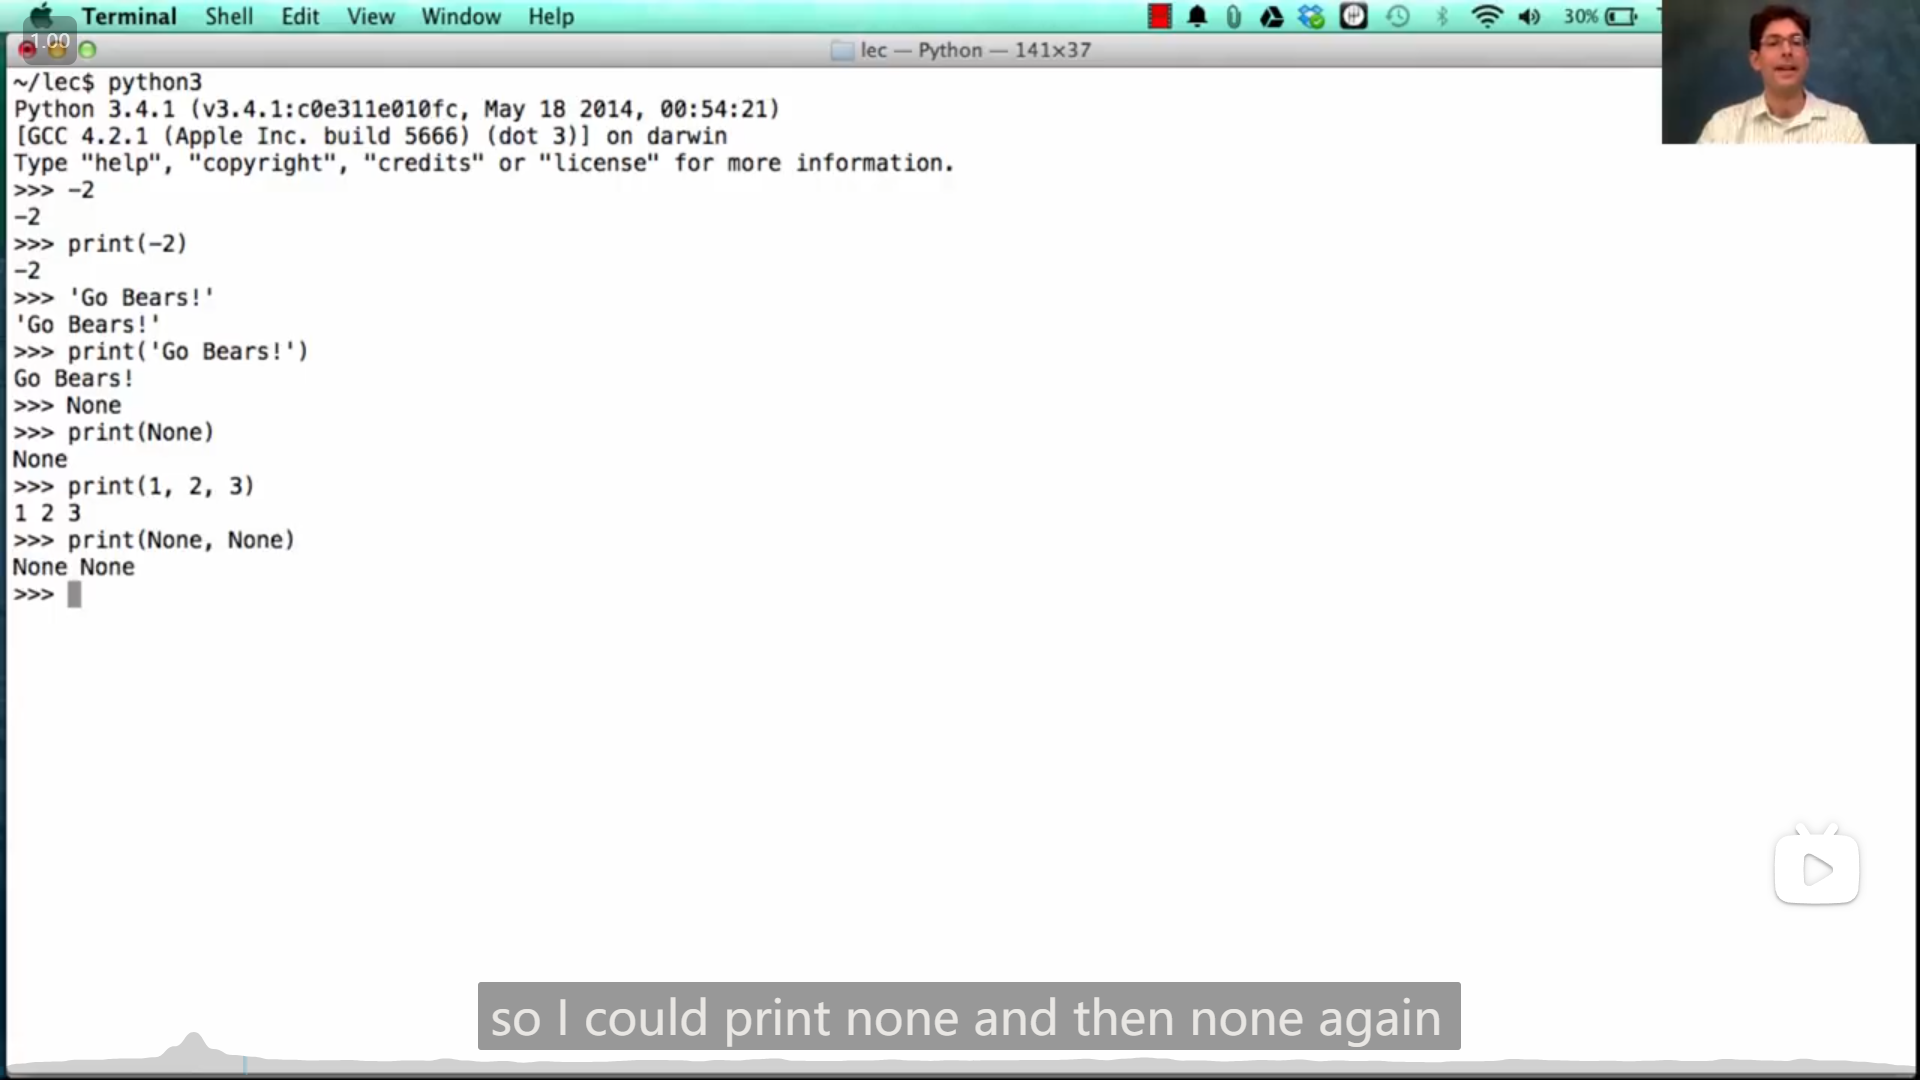 Terminal Shell Edit View Window Help 30%
1.00
lec — Python — 141×37
~/lec$ python3
Python 3.4.1 (v3.4.1:c0e311e010fc, May 18 2014, 00:54:21)
[GCC 4.2.1 (Apple Inc. build 5666) (dot 3)] on darwin
Type "help", "copyright", "credits" or "license" for more information.
>>> -2
-2
>>> print(-2)
-2
>>> 'Go Bears!'
'Go Bears!'
>>> print('Go Bears!')
Go Bears!
>>> None
>>> print(None)
None
>>> print(1, 2, 3)
1 2 3
>>> print(None, None)
None None
>>>
so I could print none and then none again